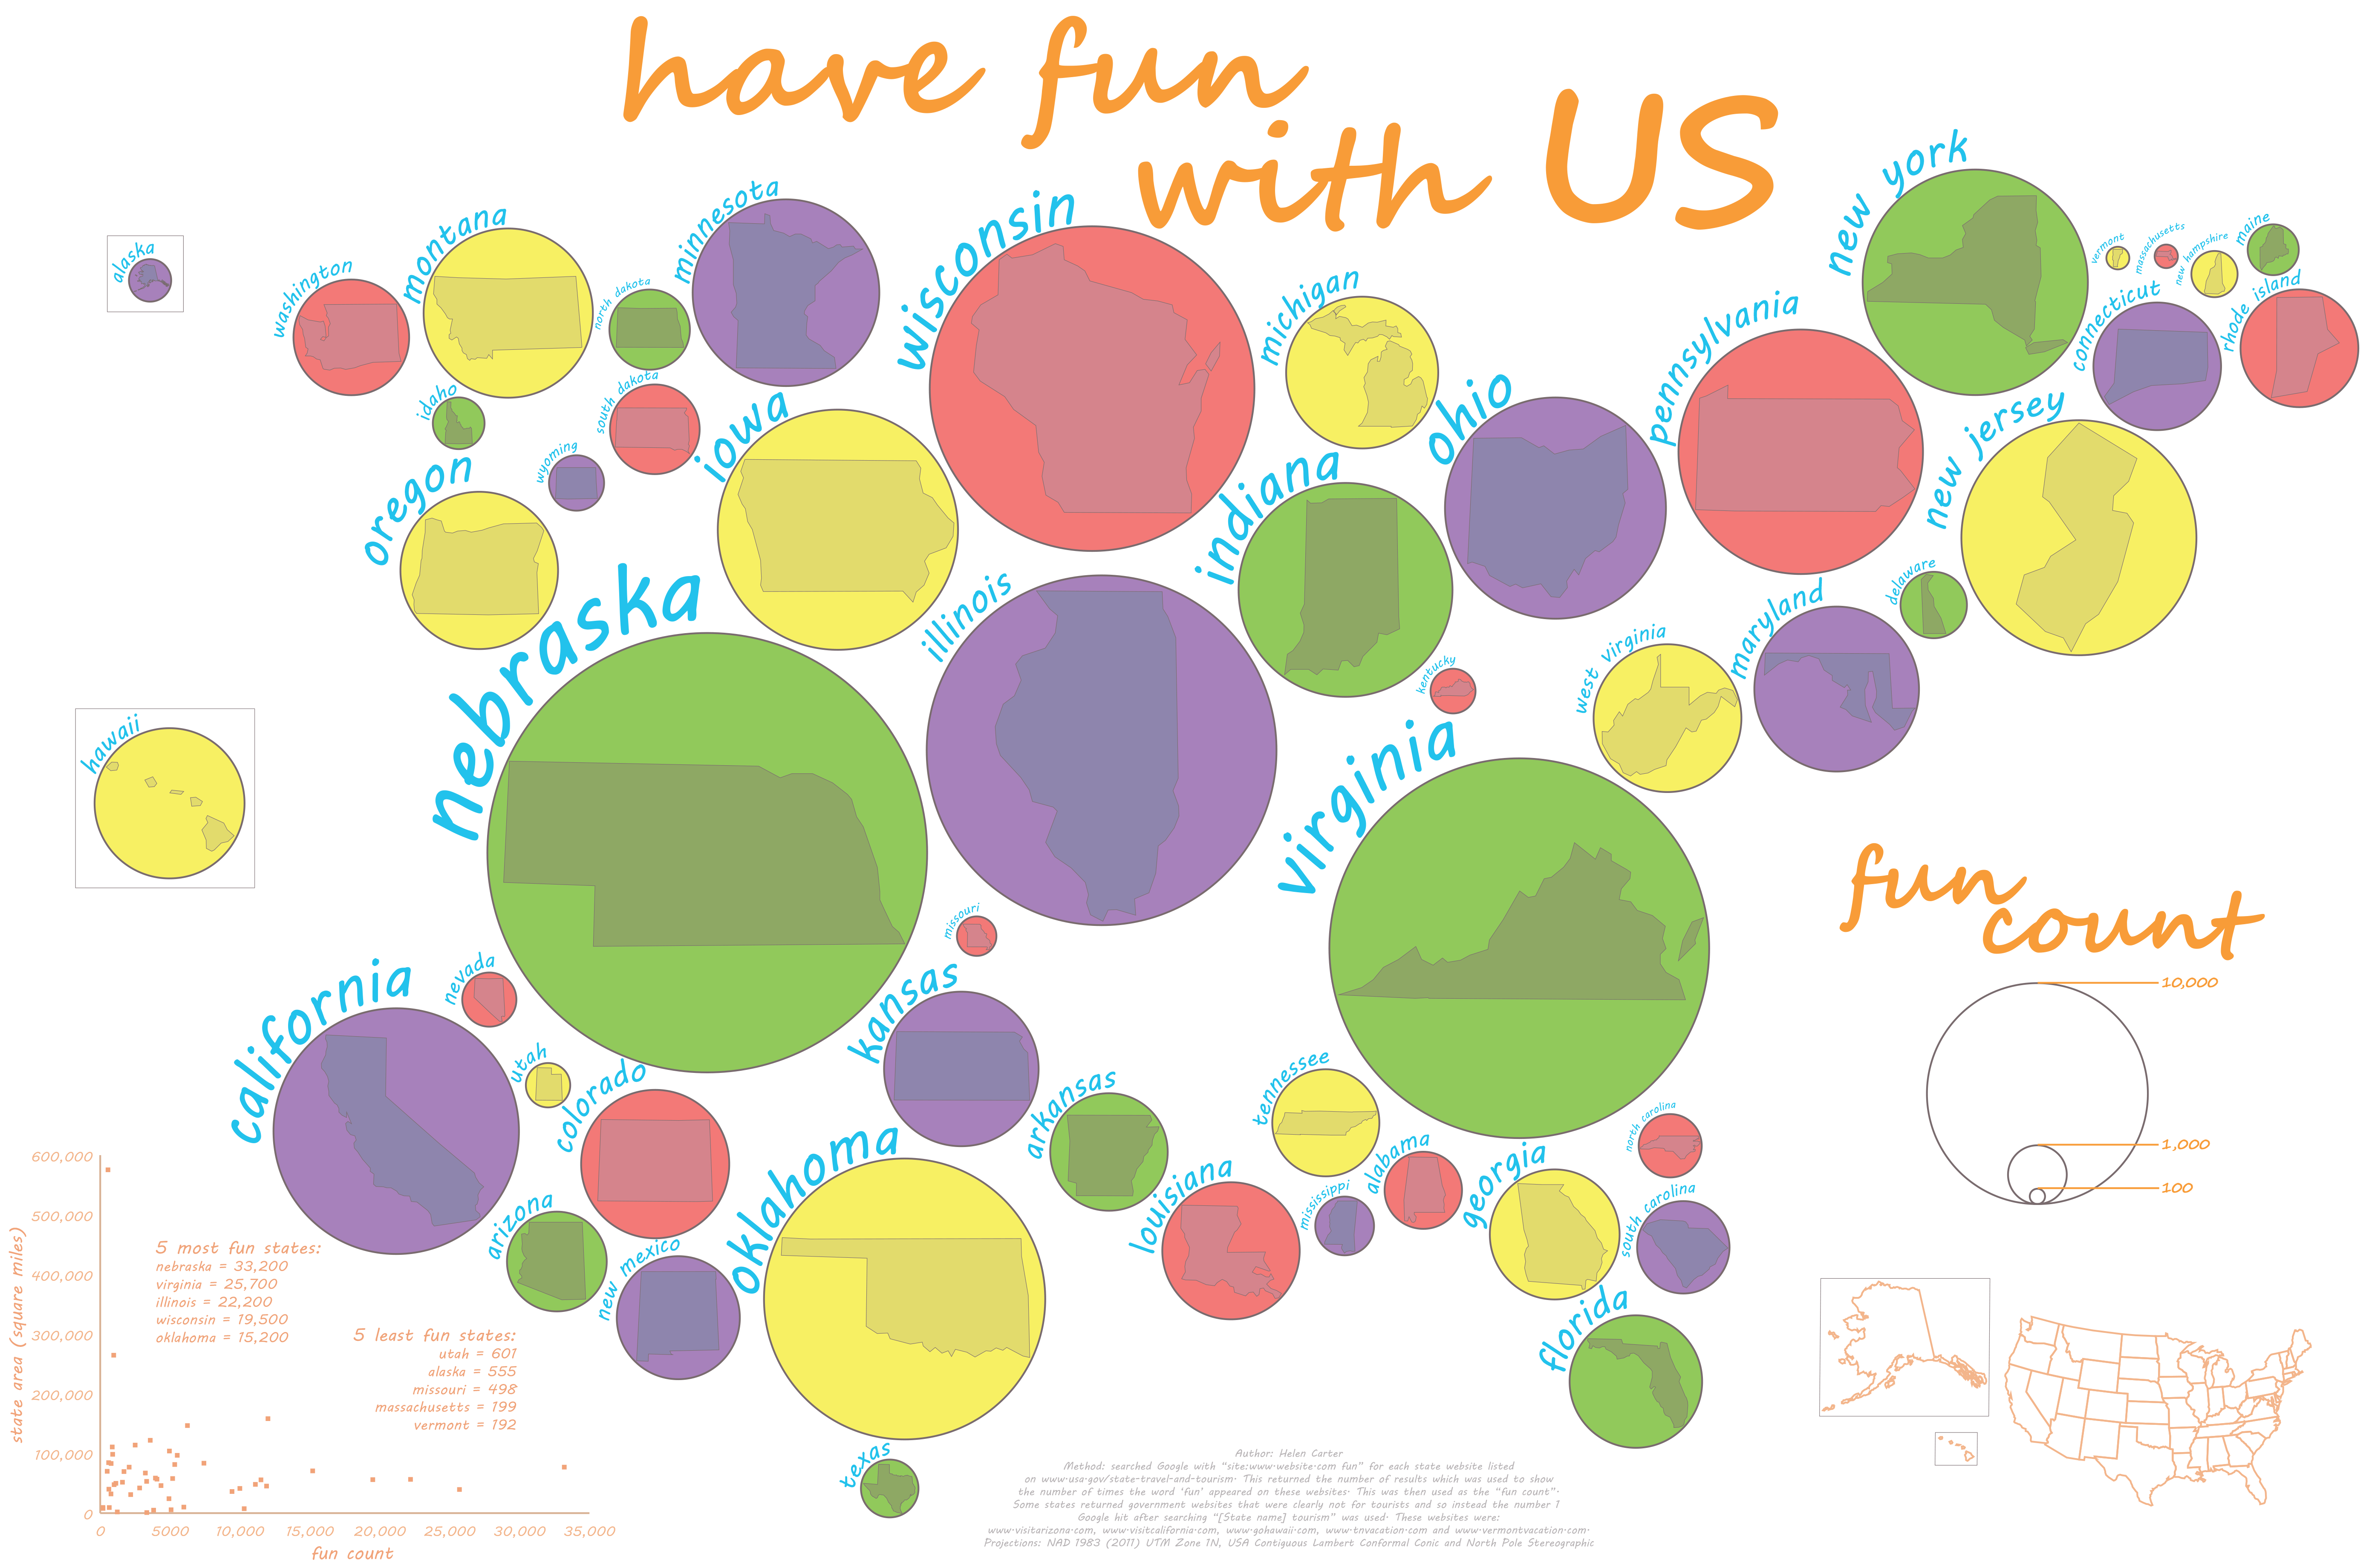 have fun
with US
alaska
washington
montana
north dakota
minnesota
wisconsin
michigan
new york
vermont
massachusetts
new hampshire
maine
idaho
wyoming
south dakota
iowa
ohio
pennsylvania
connecticut
rhode island
oregon
indiana
new jersey
nebraska
illinois
kentucky
west virginia
maryland
delaware
hawaii
virginia
missouri
california
nevada
utah
colorado
kansas
arkansas
tennessee
alabama
north carolina
arizona
new mexico
oklahoma
louisiana
mississippi
georgia
south carolina
florida
texas
fun
count
10,000
1,000
100
600,000
500,000
400,000
300,000
200,000
100,000
0
state area (square miles)
0
5000
10,000
15,000
20,000
25,000
30,000
35,000
fun count
5 most fun states:
nebraska = 33,200
virginia = 25,700
illinois = 22,200
wisconsin = 19,500
oklahoma = 15,200
5 least fun states:
utah = 601
alaska = 555
missouri = 498
massachusetts = 199
vermont = 192
Author: Helen Carter
Method: searched Google with "site:www.website.com fun" for each state website listed
on www.usa.gov/state-travel-and-tourism. This returned the number of results which was used to show
the number of times the word 'fun' appeared on these websites. This was then used as the "fun count".
Some states returned government websites that were clearly not for tourists and so instead the number 1
Google hit after searching "[State name] tourism" was used. These websites were:
www.visitarizona.com, www.visitcalifornia.com, www.gohawaii.com, www.tnvacation.com and www.vermontvacation.com.
Projections: NAD 1983 (2011) UTM Zone 1N, USA Contiguous Lambert Conformal Conic and North Pole Stereographic